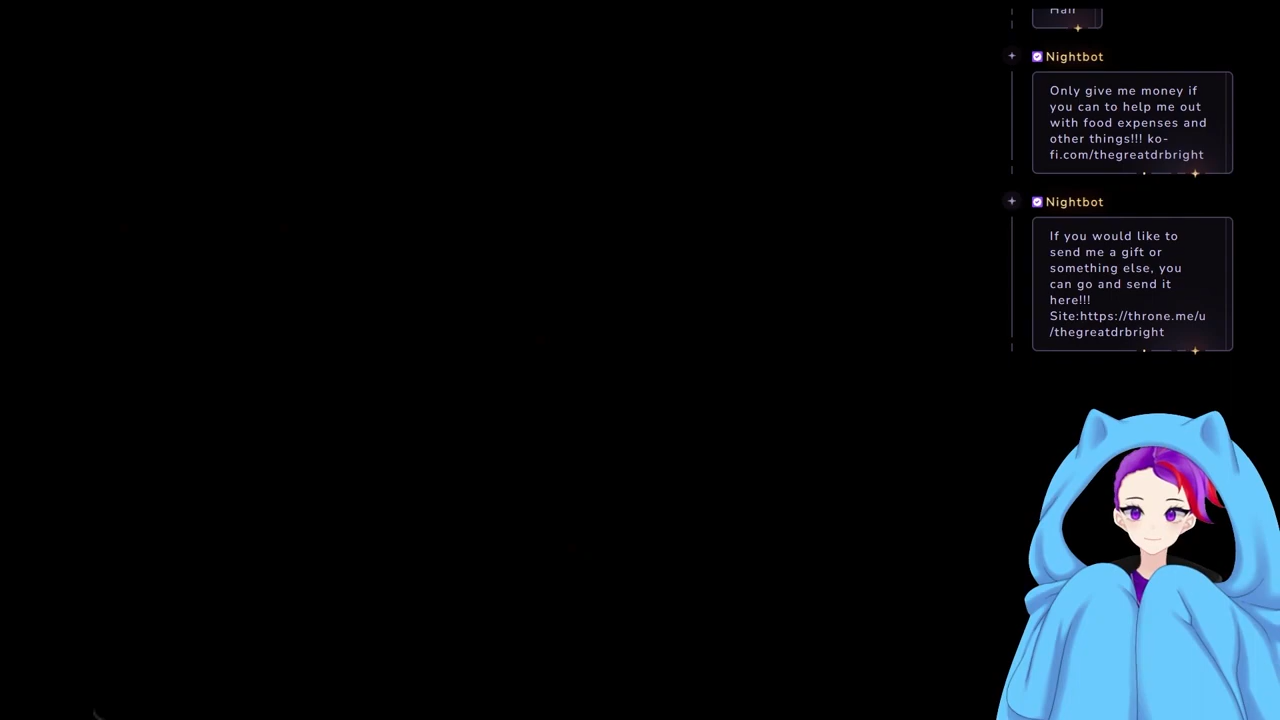 Nightbot
Only give me money if
you can to help me out
with food expenses and
other things!!! ko-
fi.com/thegreatdrbright
Nightbot
If you would like to
send me a gift or
something else, you
can go and send it
here!!!
Site:https://throne.me/u
/thegreatdrbright